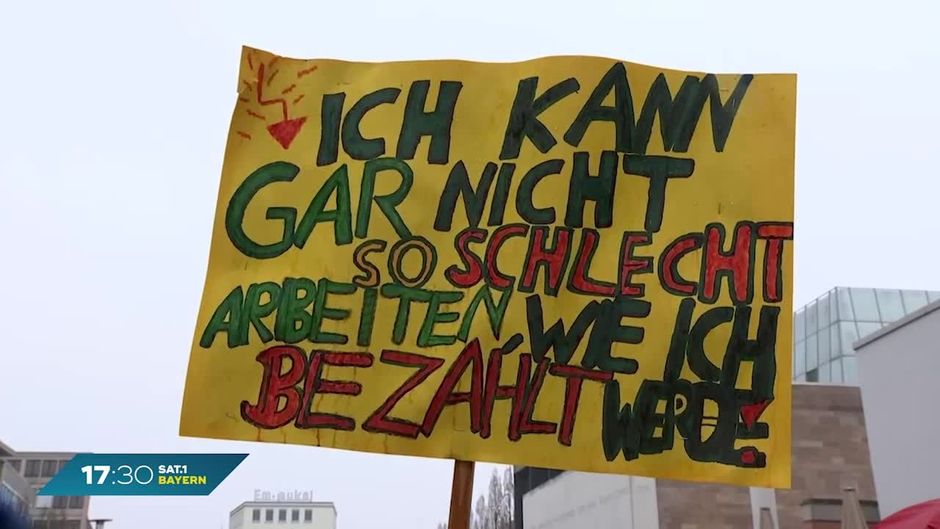 ICH KANN
GAR NICHT
SO SCHLECHT
ARBEITEN WIE ICH
BEZAHLT WERDE!
17:30 SAT.1
BAYERN